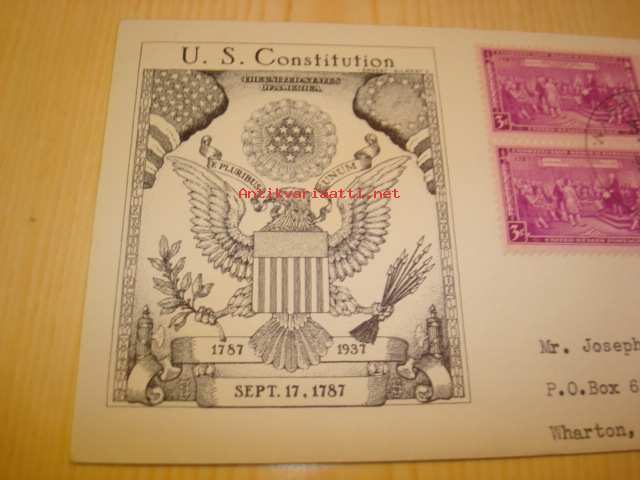 U. S. Constitution
THE UNITED STATES
OF AMERICA
E PLURIBUS UNUM
Antikvariaatti.net
1787 1937
SEPT. 17, 1787
3¢
3¢
Mr. Joseph
P.O.Box 6
Wharton,